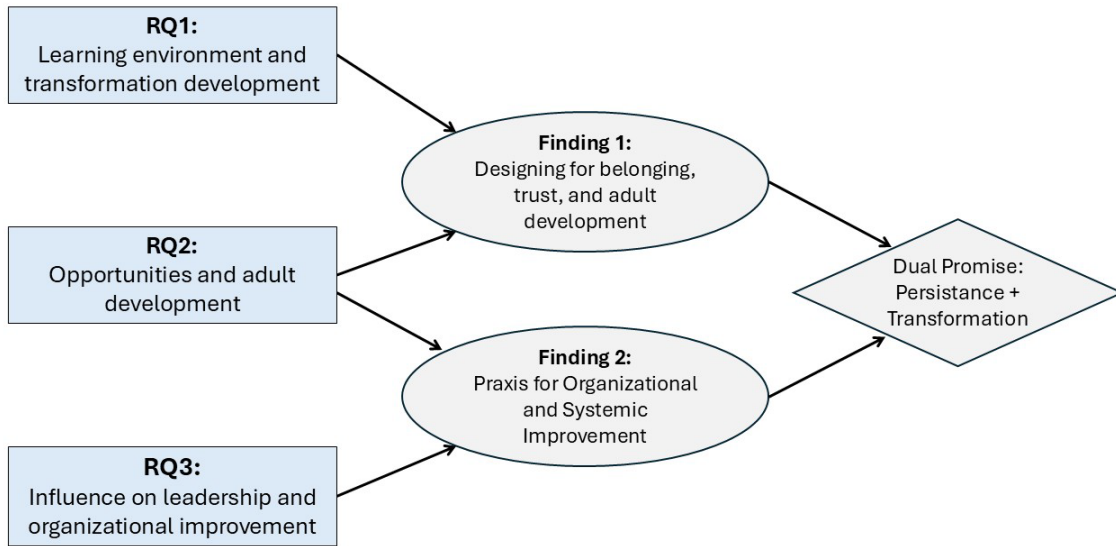 RQ1:
Learning environment and
transformation development
Finding 1:
Designing for belonging,
trust, and adult
development
RQ2:
Opportunities and adult
development
Dual Promise:
Persistance +
Transformation
Finding 2:
Praxis for Organizational
and Systemic
Improvement
RQ3:
Influence on leadership and
organizational improvement